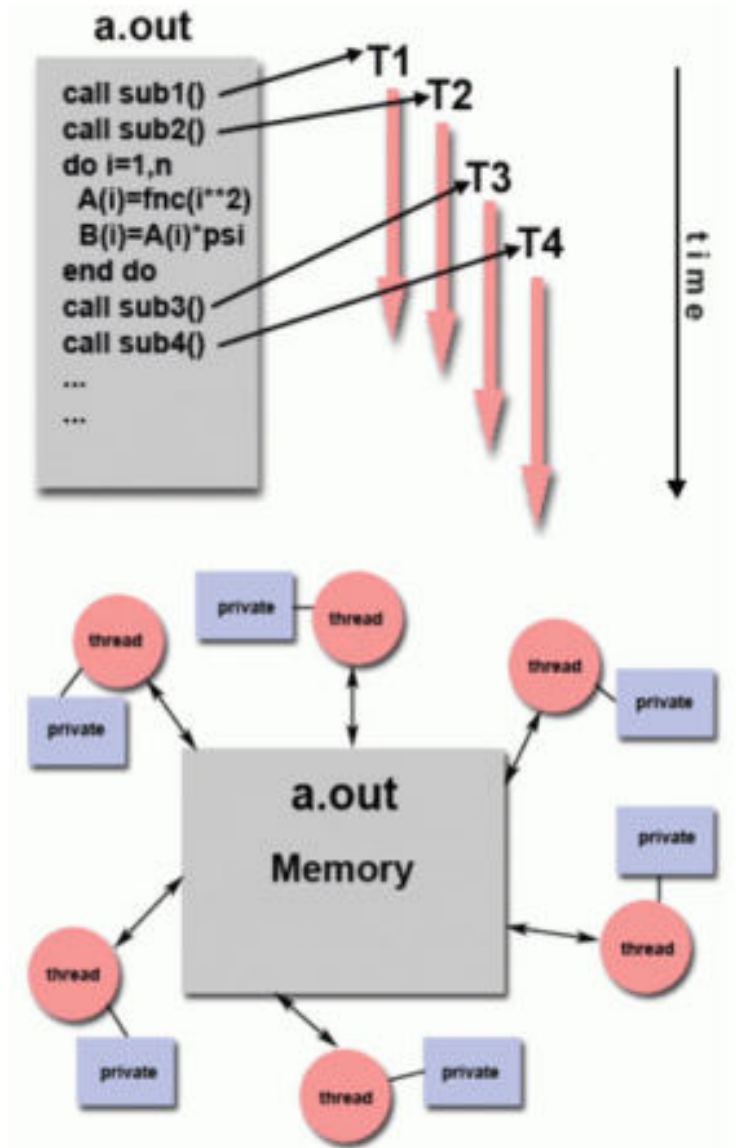 a.out
call sub1()
call sub2()
do i=1,n
A(i)=fnc(i**2)
B(i)=A(i)*psi
end do
call sub3()
call sub4()
...
...
T1
T2
T3
T4
time
private
thread
thread
private
thread
private
a.out
Memory
private
thread
thread
private
thread
private